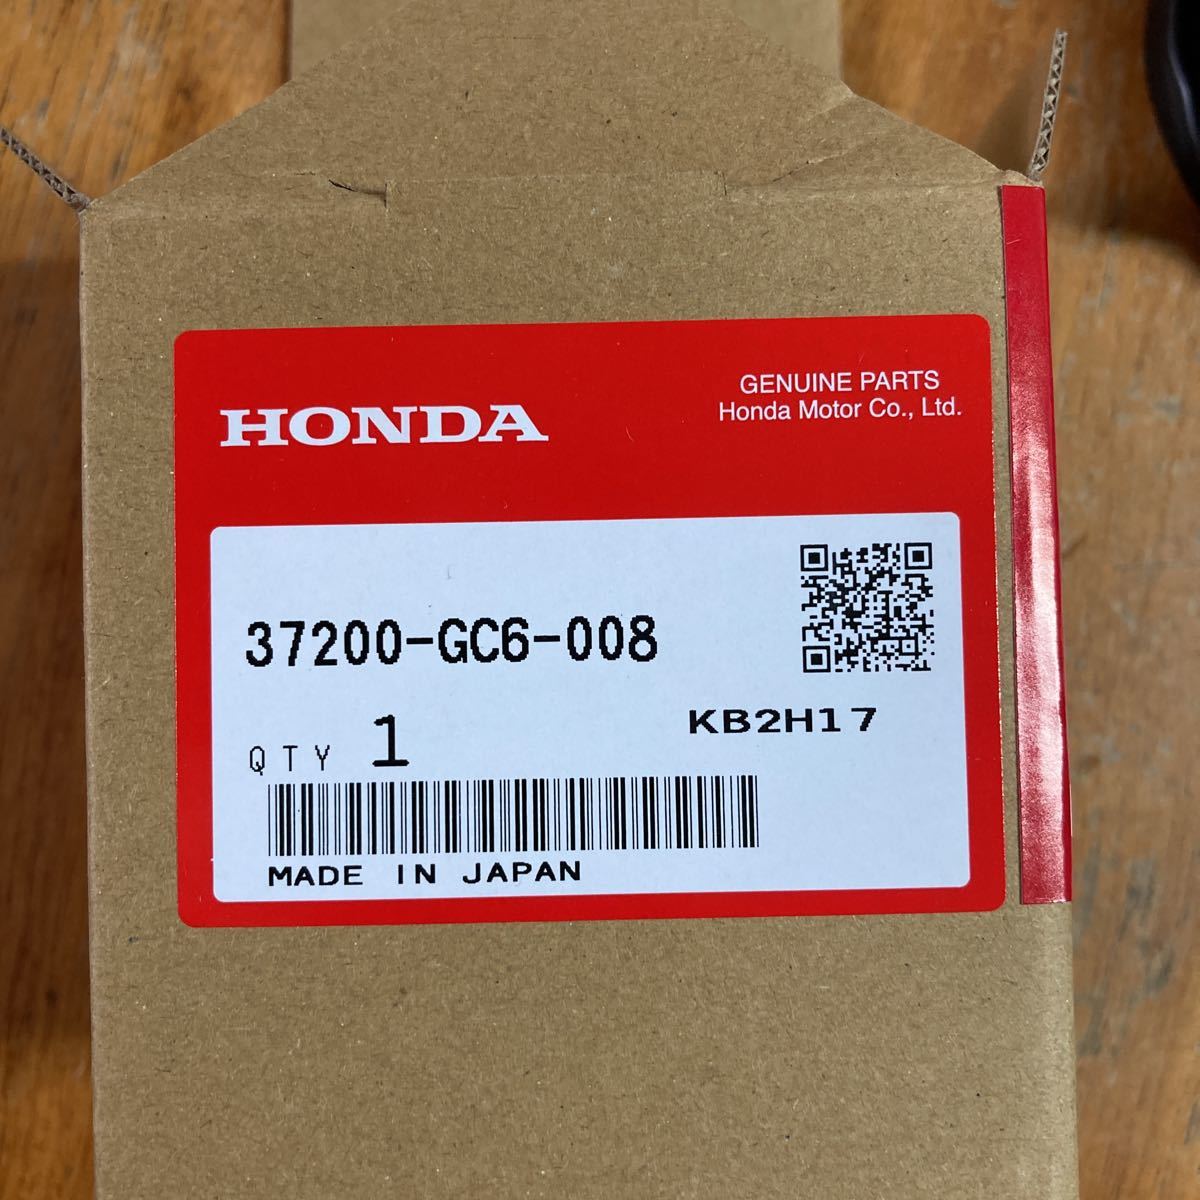 HONDA
GENUINE PARTS
Honda Motor Co., Ltd.
37200-GC6-008
QTY 1
KB2H17
MADE IN JAPAN